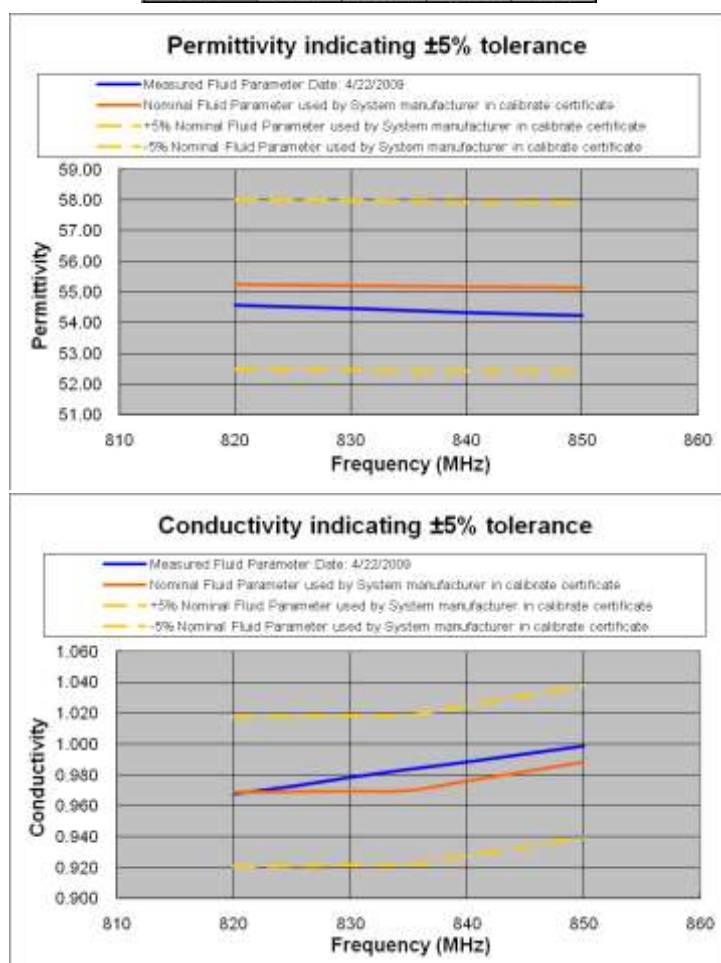 Permittivity indicating ±5% tolerance
Measured Fluid Parameter Date: 4/22/2009
Nominal Fluid Parameter used by System manufacturer in calibrate certificate
+5% Nominal Fluid Parameter used by System manufacturer in calibrate certificate
-5% Nominal Fluid Parameter used by System manufacturer in calibrate certificate
59.00
58.00
57.00
56.00
55.00
54.00
53.00
52.00
51.00
Permittivity
810 820 830 840 850 860
Frequency (MHz)
Conductivity indicating ±5% tolerance
Measured Fluid Parameter Date: 4/22/2009
Nominal Fluid Parameter used by System manufacturer in calibrate certificate
+5% Nominal Fluid Parameter used by System manufacturer in calibrate certificate
-5% Nominal Fluid Parameter used by System manufacturer in calibrate certificate
1.060
1.040
1.020
1.000
0.980
0.960
0.940
0.920
0.900
Conductivity
810 820 830 840 850 860
Frequency (MHz)